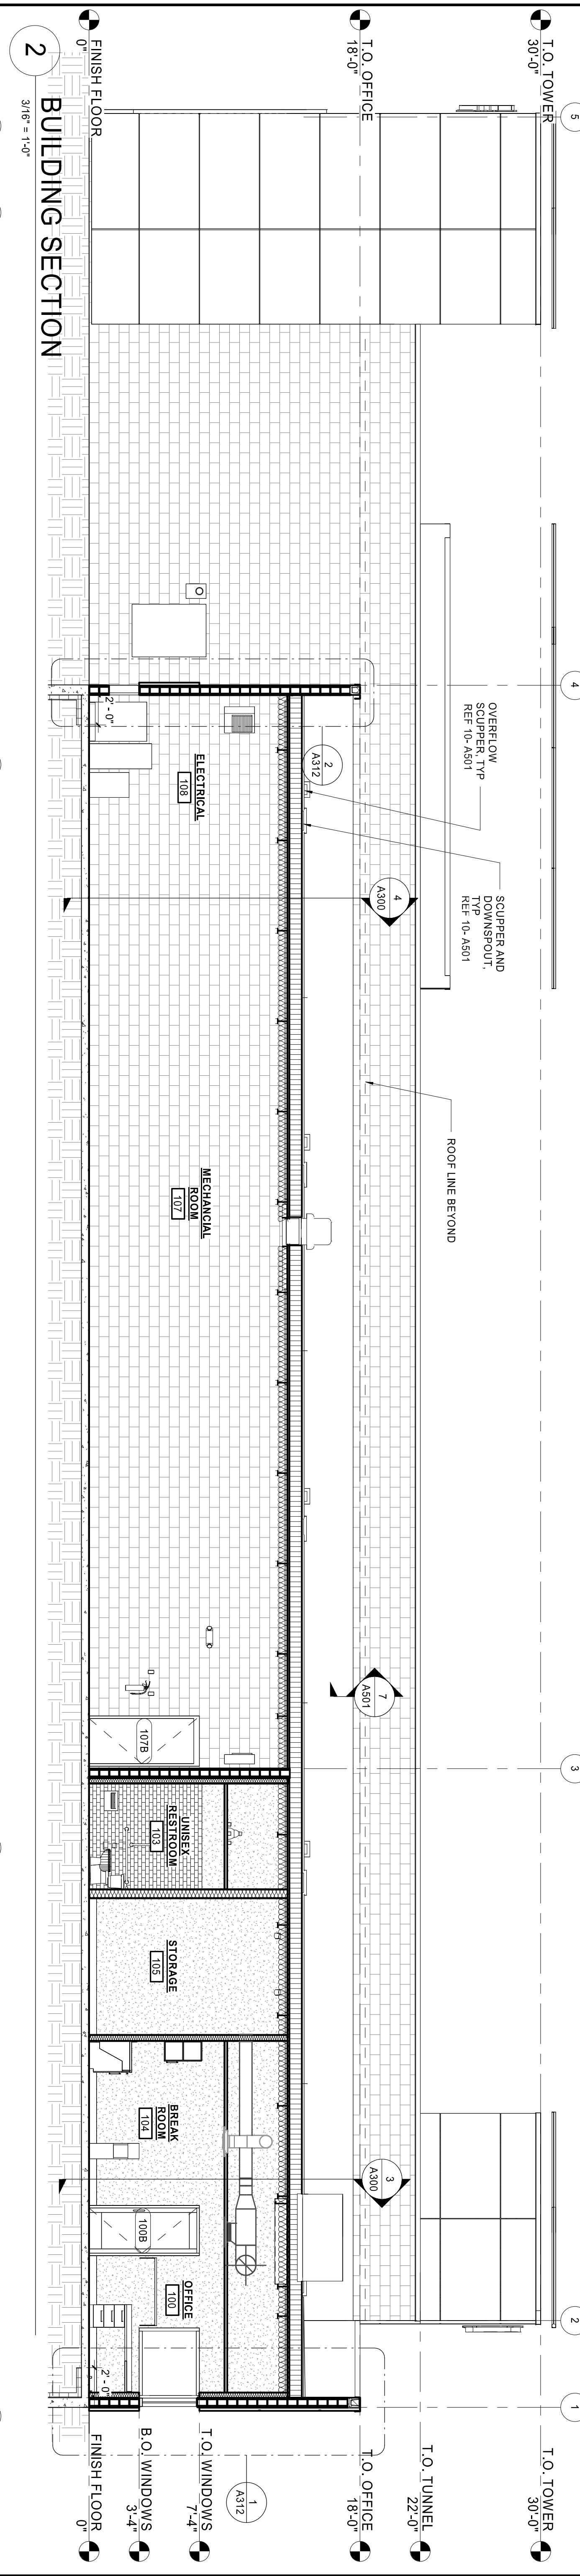 5
4
3
2
1
T.O. TOWER
30'-0"
T.O. OFFICE
18'-0"
FINISH FLOOR
0"
OVERFLOW
SCUPPER, TYP
REF 10- A501
SCUPPER AND
DOWNSPOUT,
TYP
REF 10- A501
ROOF LINE BEYOND
2
A312
4
A300
7
A501
3
A300
1
A312
2' - 0"
ELECTRICAL
108
MECHANCIAL
ROOM
107
107B
UNISEX
RESTROOM
103
STORAGE
105
BREAK
ROOM
104
100B
OFFICE
100
2' - 0"
T.O. TOWER
30'-0"
T.O. TUNNEL
22'-0"
T.O. OFFICE
18'-0"
T.O. WINDOWS
7'-4"
B.O. WINDOWS
3'-4"
FINISH FLOOR
0"
2
BUILDING SECTION
3/16" = 1'-0"